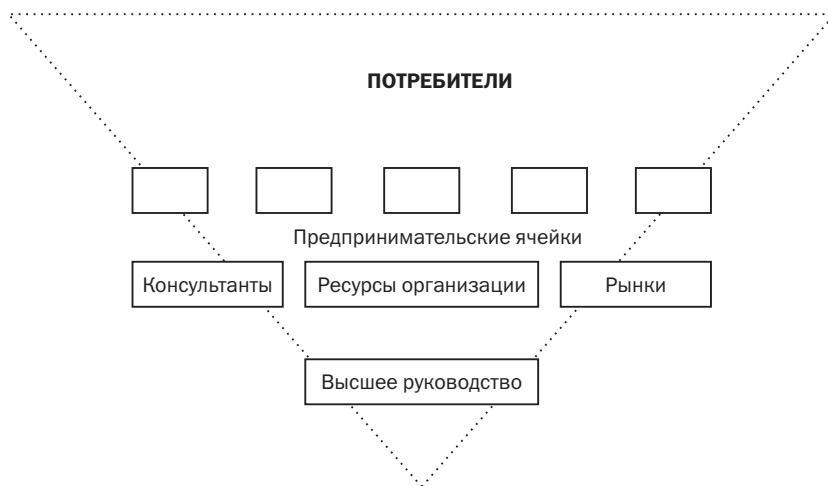 ПОТРЕБИТЕЛИ
Предпринимательские ячейки
Консультанты
Ресурсы организации
Рынки
Высшее руководство